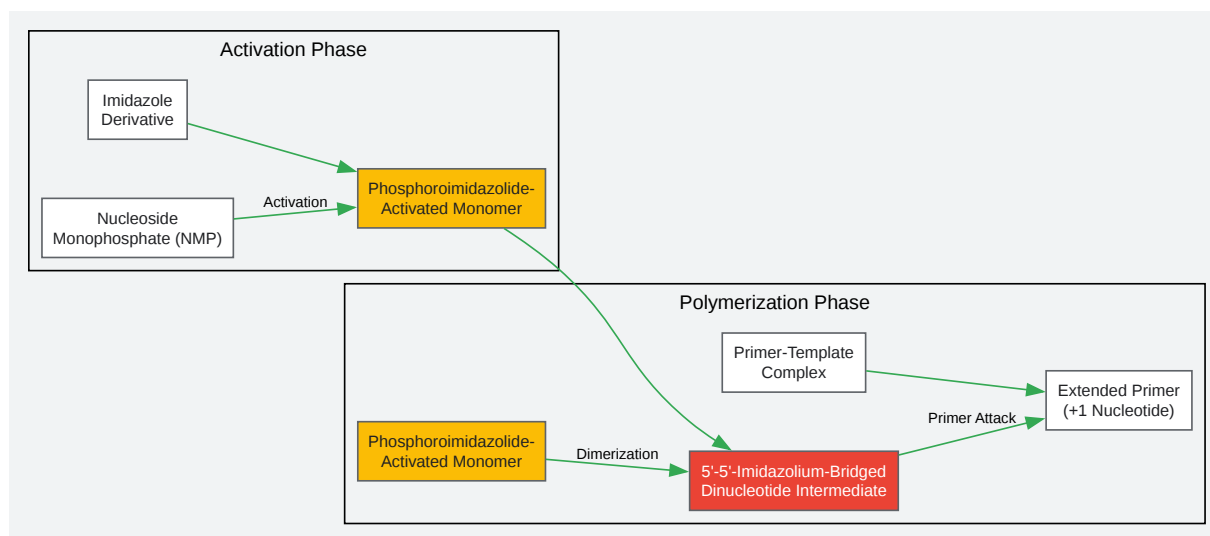 Activation Phase
Imidazole
Derivative
Nucleoside
Monophosphate (NMP)
Activation
Phosphoroimidazolide-
Activated Monomer
Polymerization Phase
Primer-Template
Complex
Phosphoroimidazolide-
Activated Monomer
Dimerization
5'-5'-Imidazolium-Bridged
Dinucleotide Intermediate
Primer Attack
Extended Primer
(+1 Nucleotide)